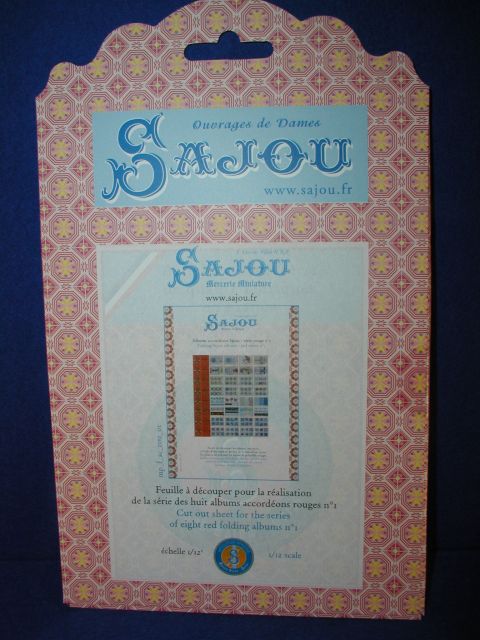 Ouvrages de Dames
SAJOU
www.sajou.fr
SAJOU
Mercerie Miniature
www.sajou.fr
SAJOU
Feuille à découper pour la réalisation
de la série des huit albums accordéons rouges n°1
Cut out sheet for the series
of eight red folding albums n°1
échelle 1/12° 1/12 scale